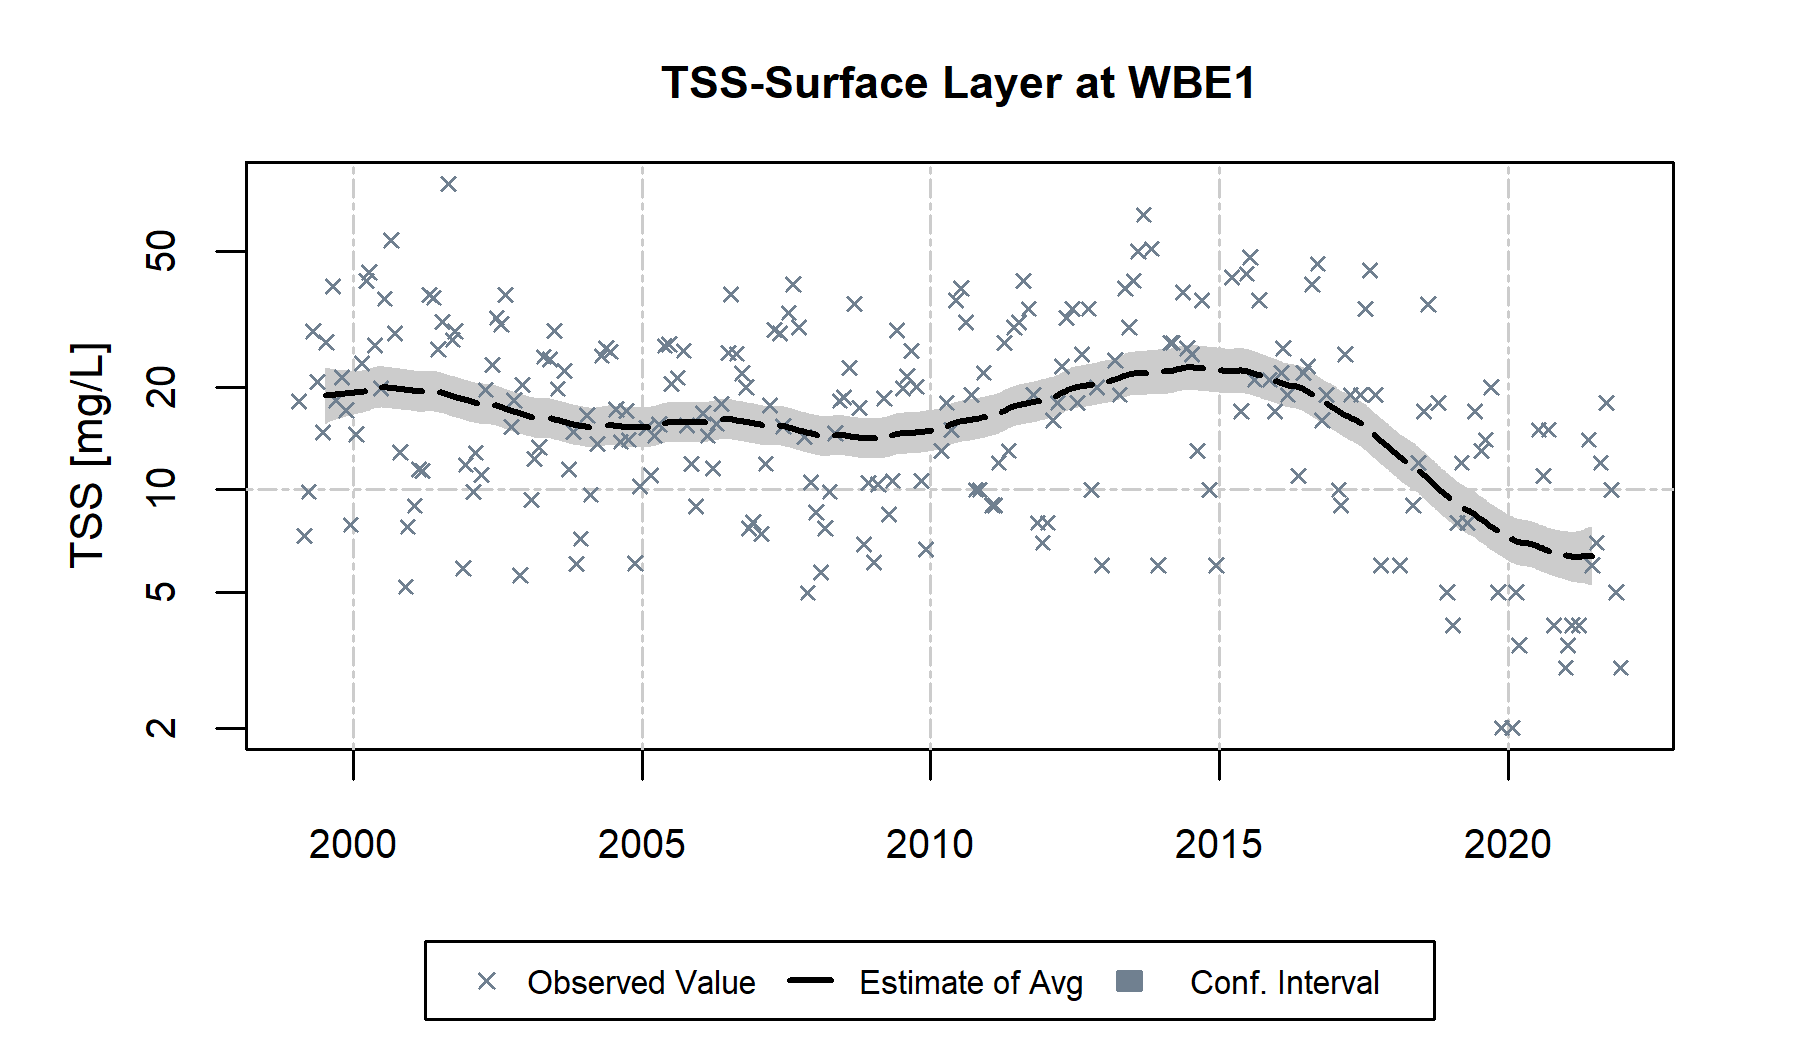 TSS-Surface Layer at WBE1
TSS [mg/L]
50
20
10
5
2
2000 2005 2010 2015 2020
Observed Value Estimate of Avg Conf. Interval